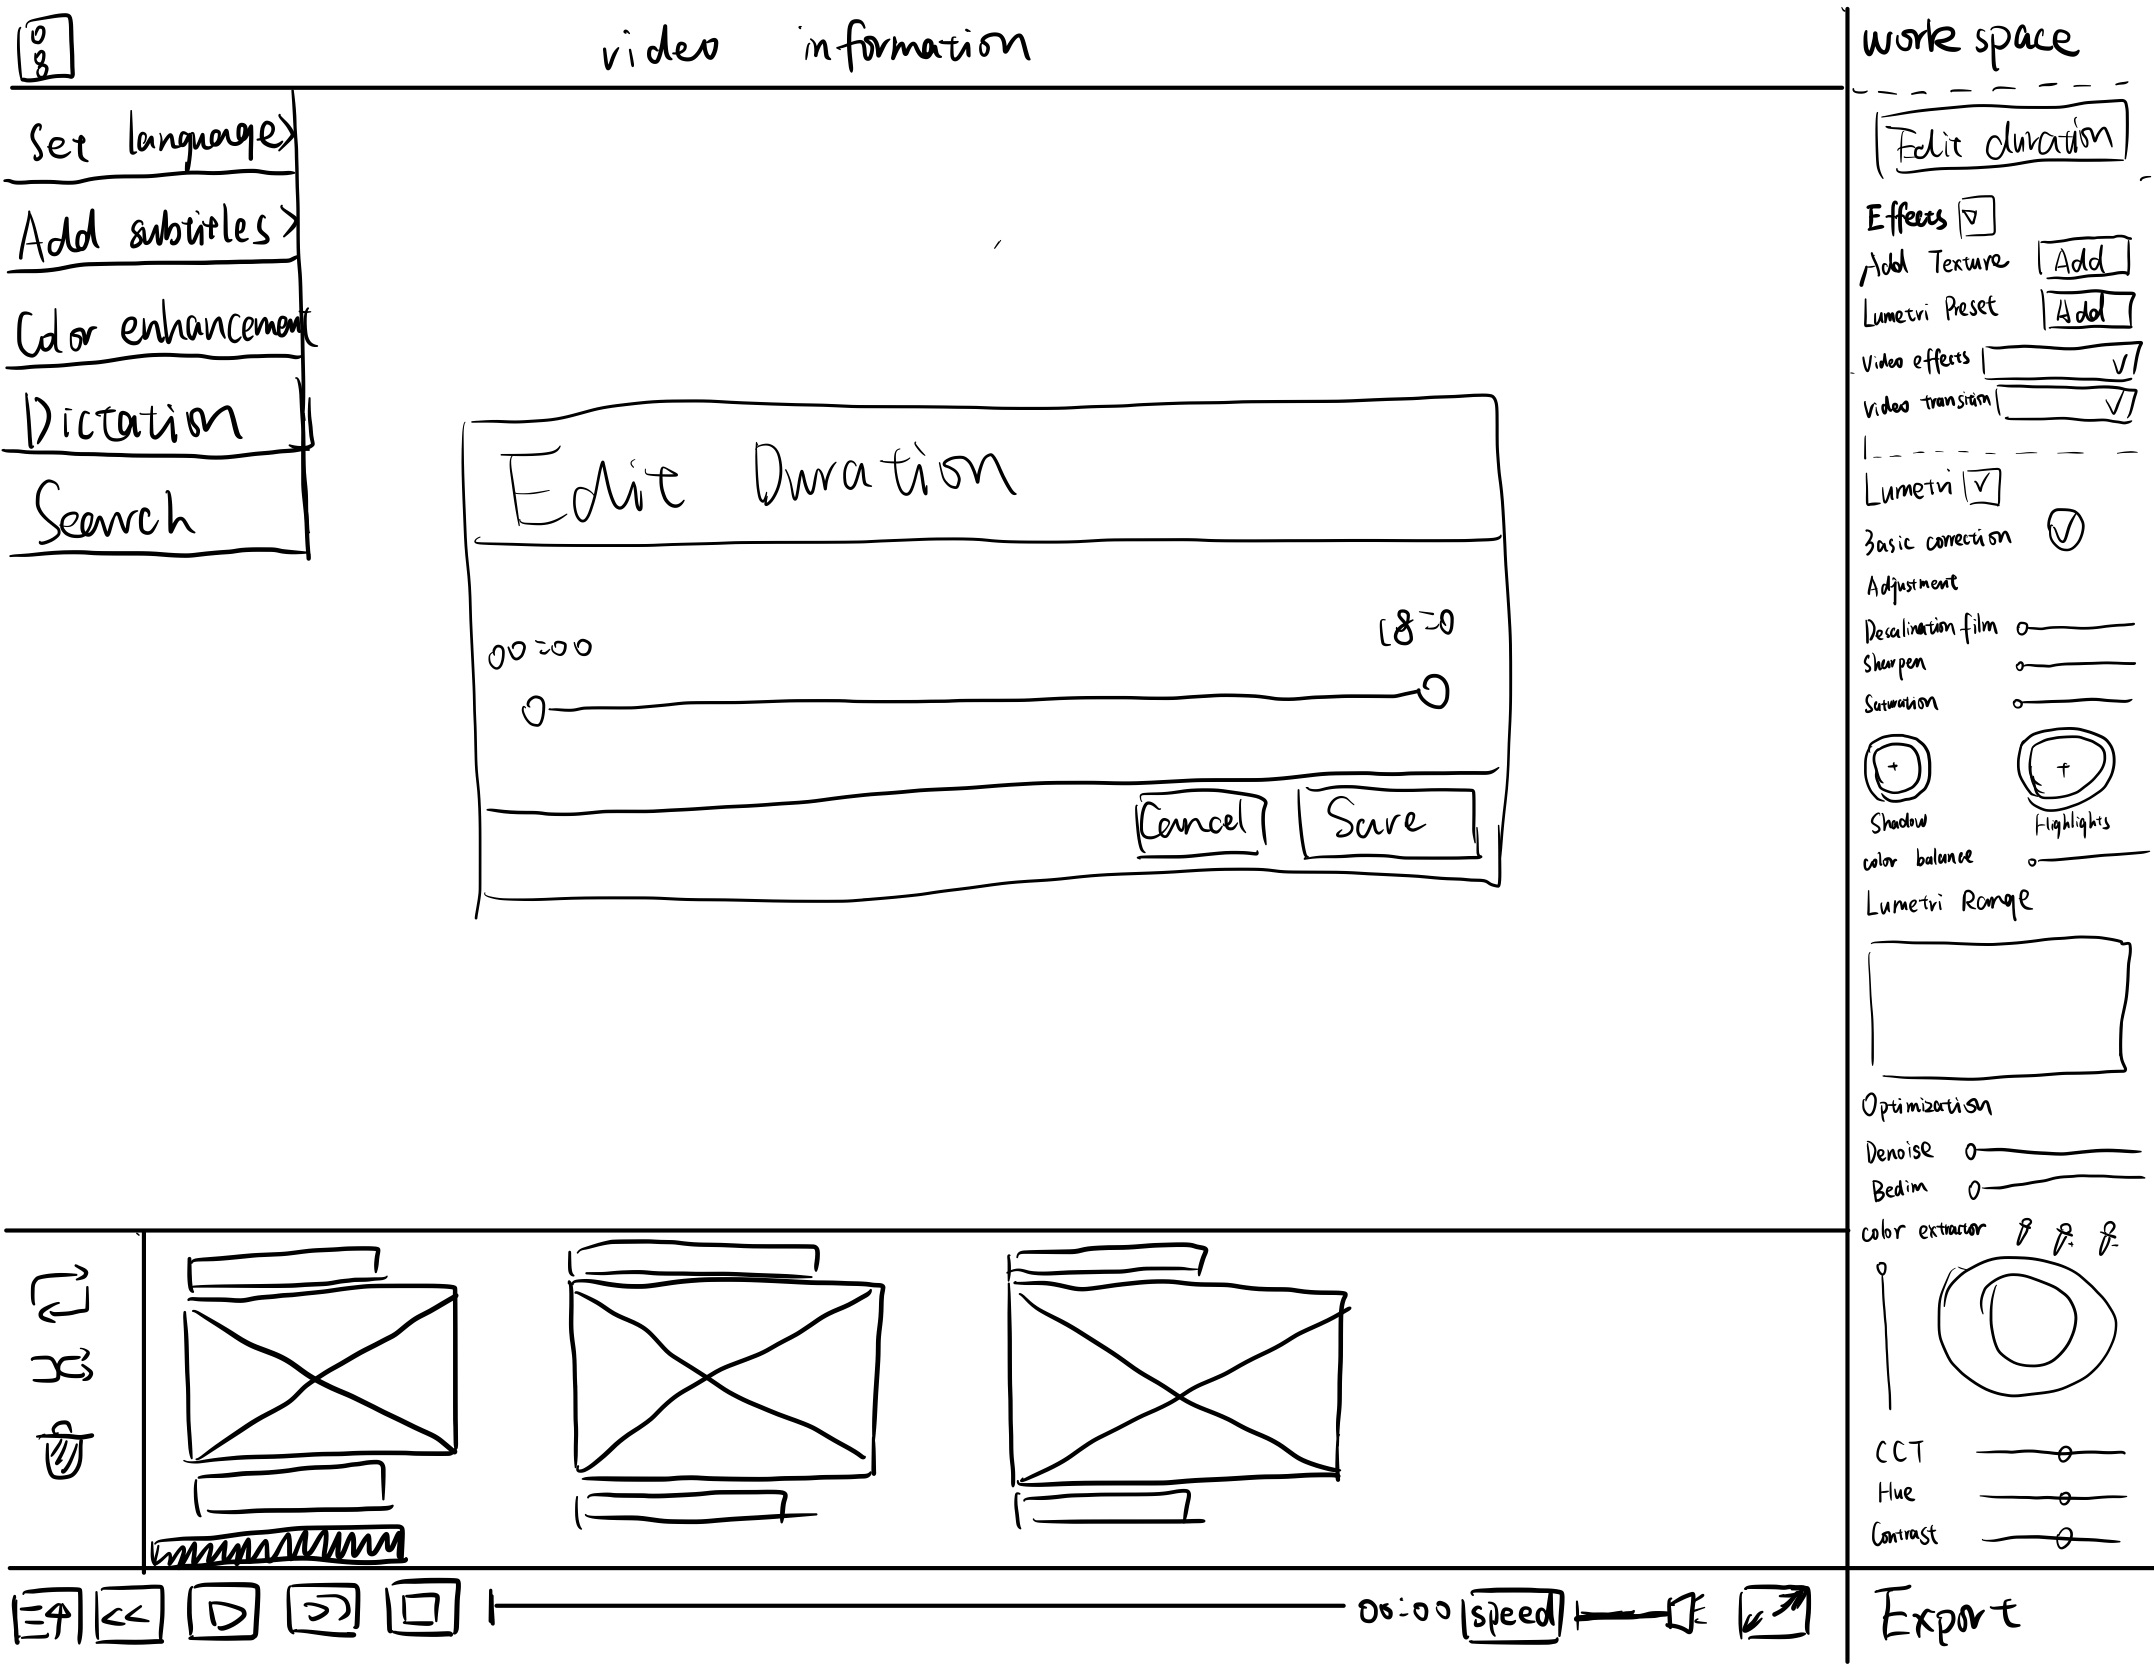 video information
Set language >
Add subtitles >
Color enhancement
Dictation
Search
Edit Duration
00:00
18:0
Cancel
Save
00:00
speed
work space
Edit duration
Effects
Add Texture
Add
Lumetri Preset
Add
video effects
video transition
Lumetri
Basic correction
Adjustment
Desalination film
Sharpen
Saturation
Shadow
Highlights
color balance
Lumetri Range
Optimization
Denoise
Bedim
color extractor
CCT
Hue
Contrast
Export